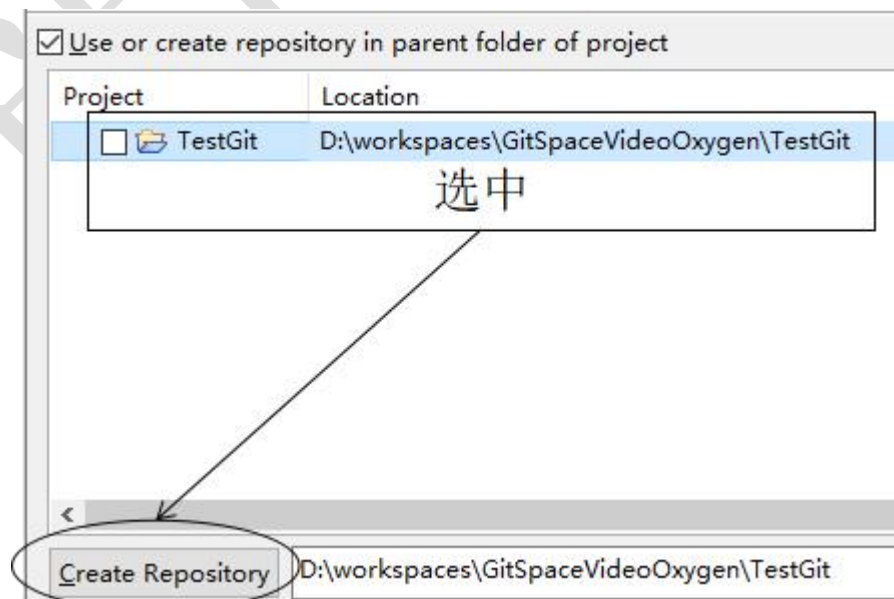 Use or create repository in parent folder of project
Project Location
TestGit D:\workspaces\GitSpaceVideoOxygen\TestGit
选中
Create Repository D:\workspaces\GitSpaceVideoOxygen\TestGit